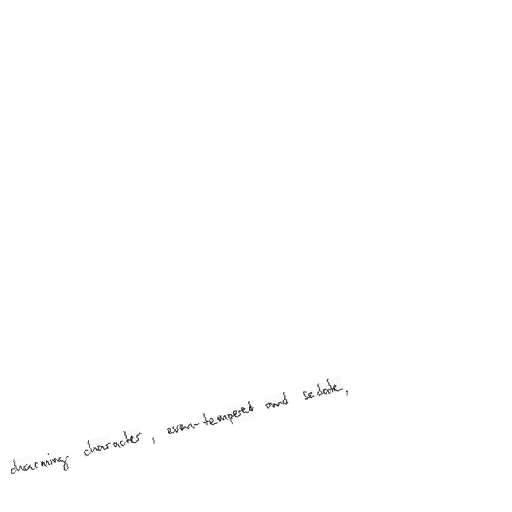 charming character, even-tempered and sedate,